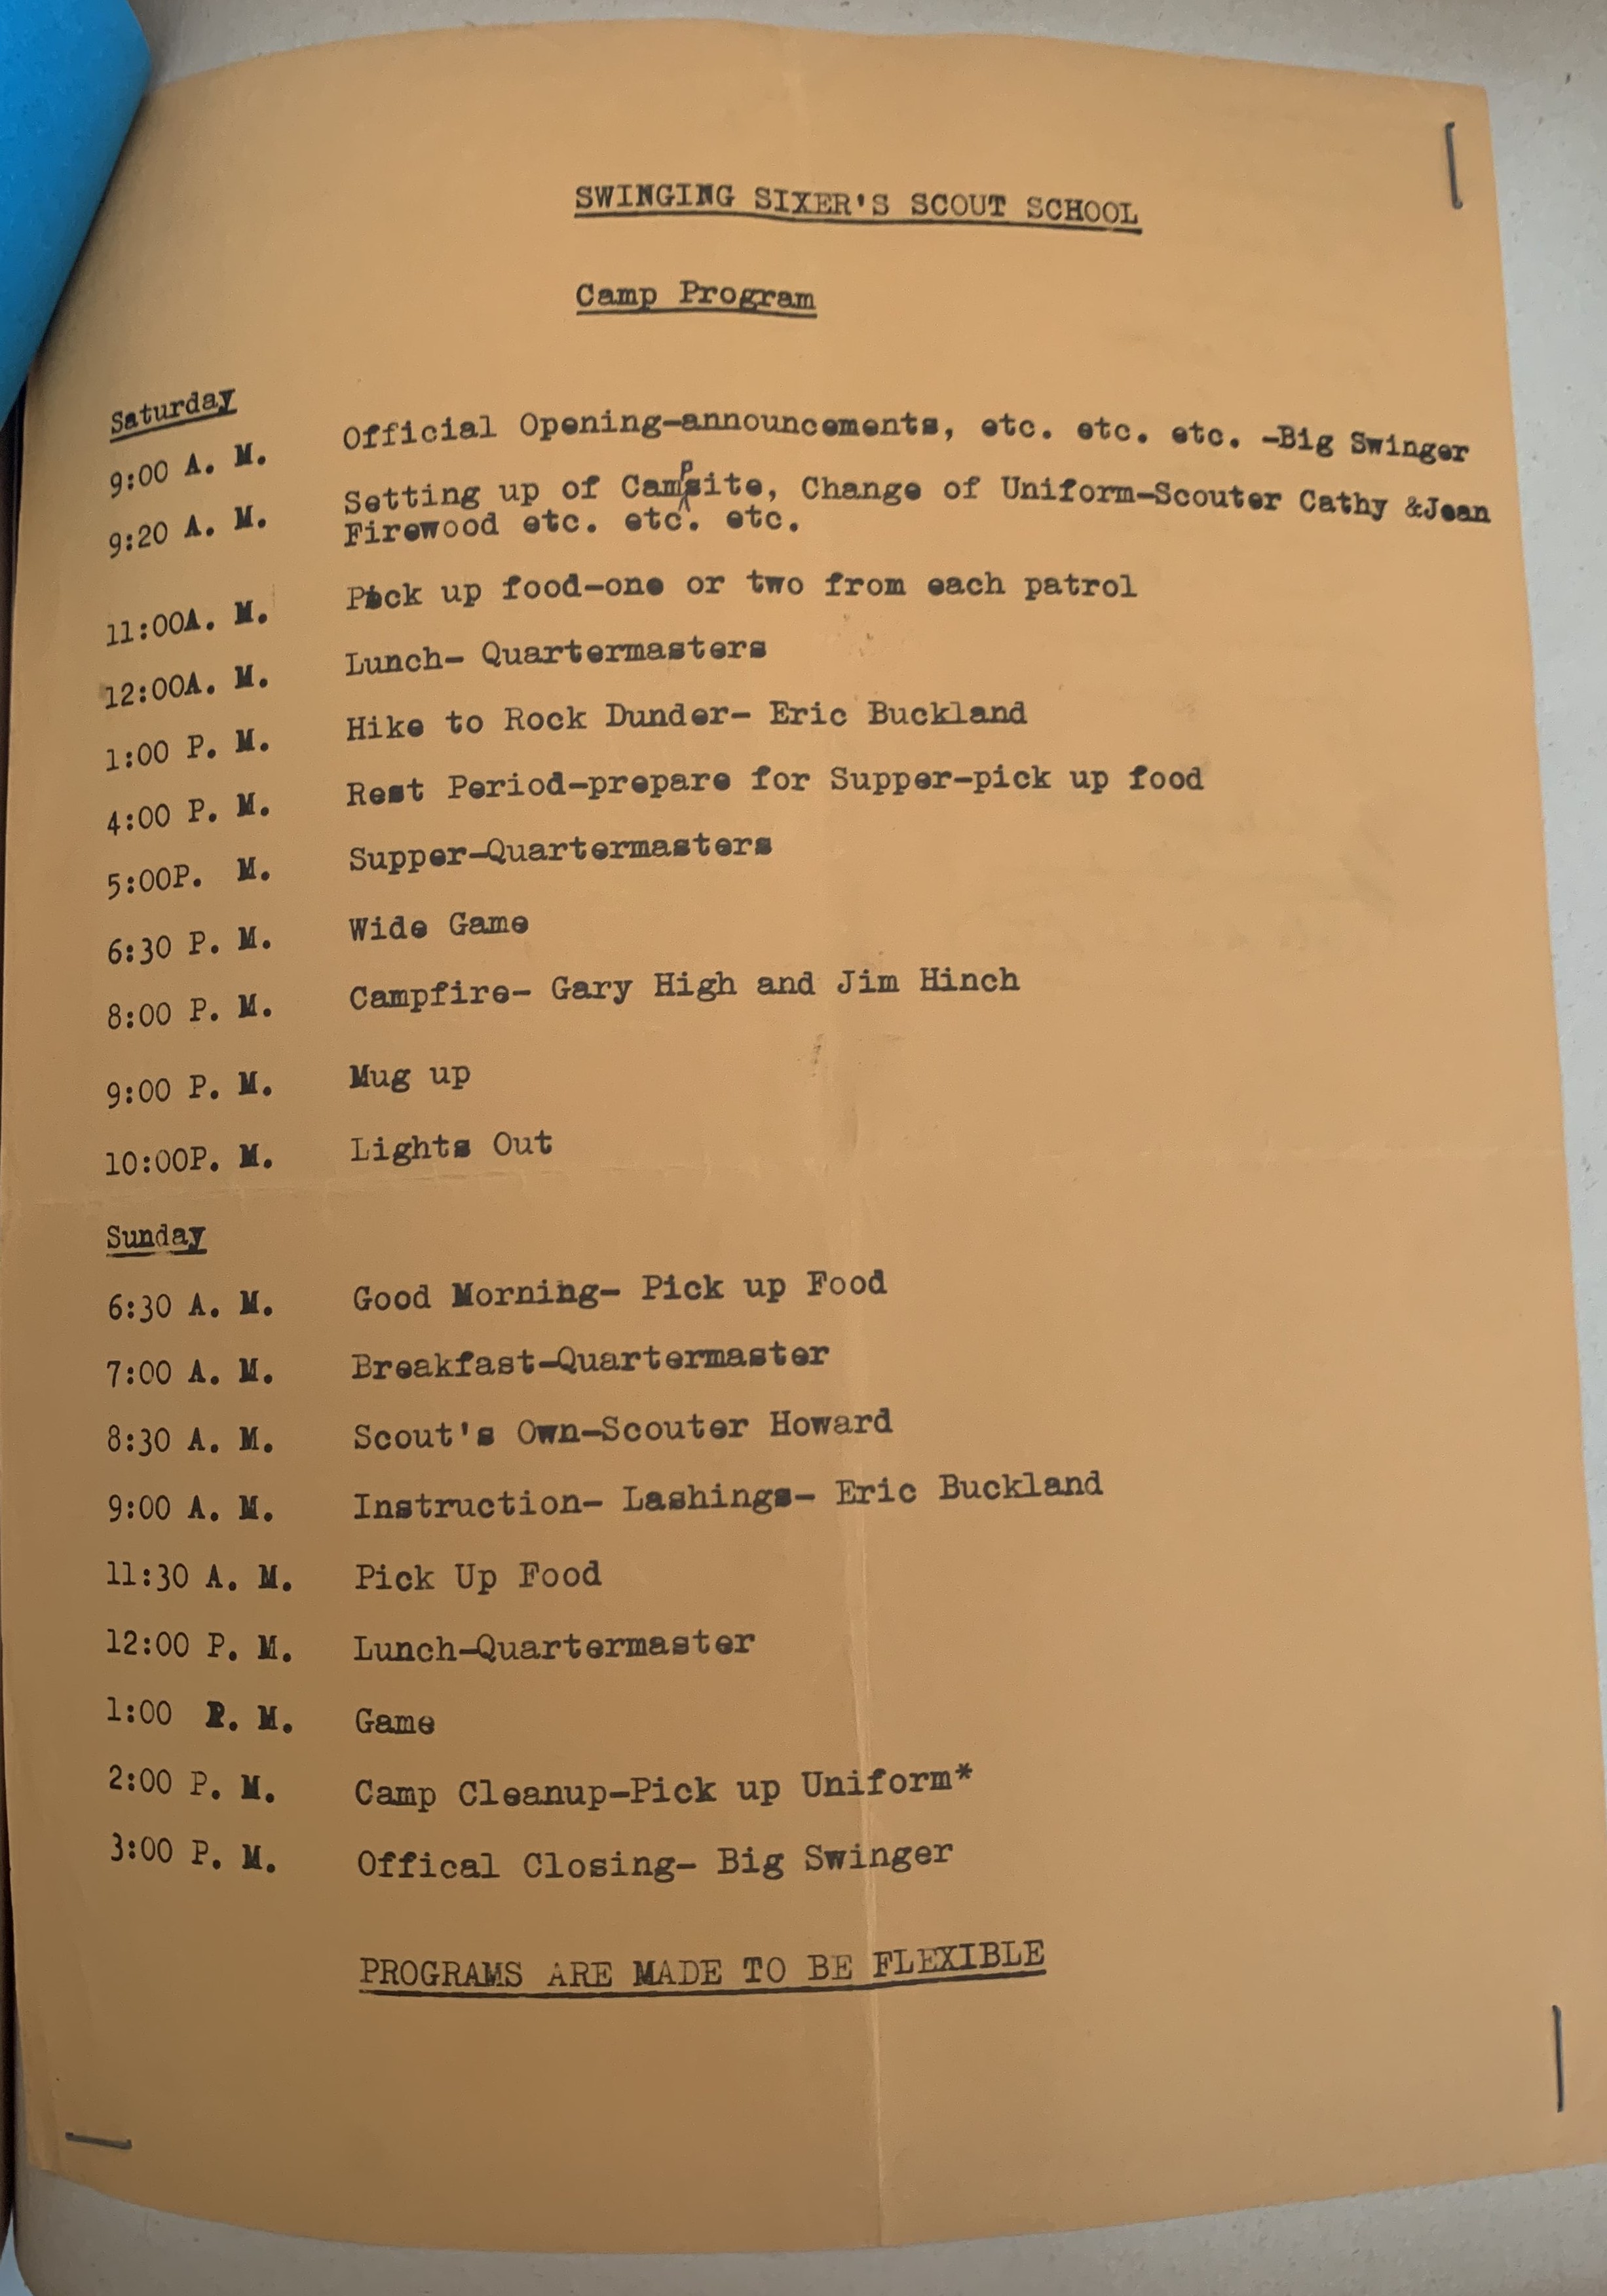 SWINGING SIXER'S SCOUT SCHOOL
Camp Program
Saturday
9:00 A. M. Official Opening-announcements, etc. etc. etc. -Big Swinger
9:20 A. M. Setting up of Campsite, Change of Uniform-Scouter Cathy &Jean
Firewood etc. etc. etc.
11:00A. M. Pick up food-one or two from each patrol
12:00A. M. Lunch- Quartermasters
1:00 P. M. Hike to Rock Dunder- Eric Buckland
4:00 P. M. Rest Period-prepare for Supper-pick up food
5:00P. M. Supper-Quartermasters
6:30 P. M. Wide Game
8:00 P. M. Campfire- Gary High and Jim Hinch
9:00 P. M. Mug up
10:00P. M. Lights Out
Sunday
6:30 A. M. Good Morning- Pick up Food
7:00 A. M. Breakfast-Quartermaster
8:30 A. M. Scout's Own-Scouter Howard
9:00 A. M. Instruction- Lashings- Eric Buckland
11:30 A. M. Pick Up Food
12:00 P. M. Lunch-Quartermaster
1:00 P. M. Game
2:00 P. M. Camp Cleanup-Pick up Uniform*
3:00 P. M. Offical Closing- Big Swinger
PROGRAMS ARE MADE TO BE FLEXIBLE